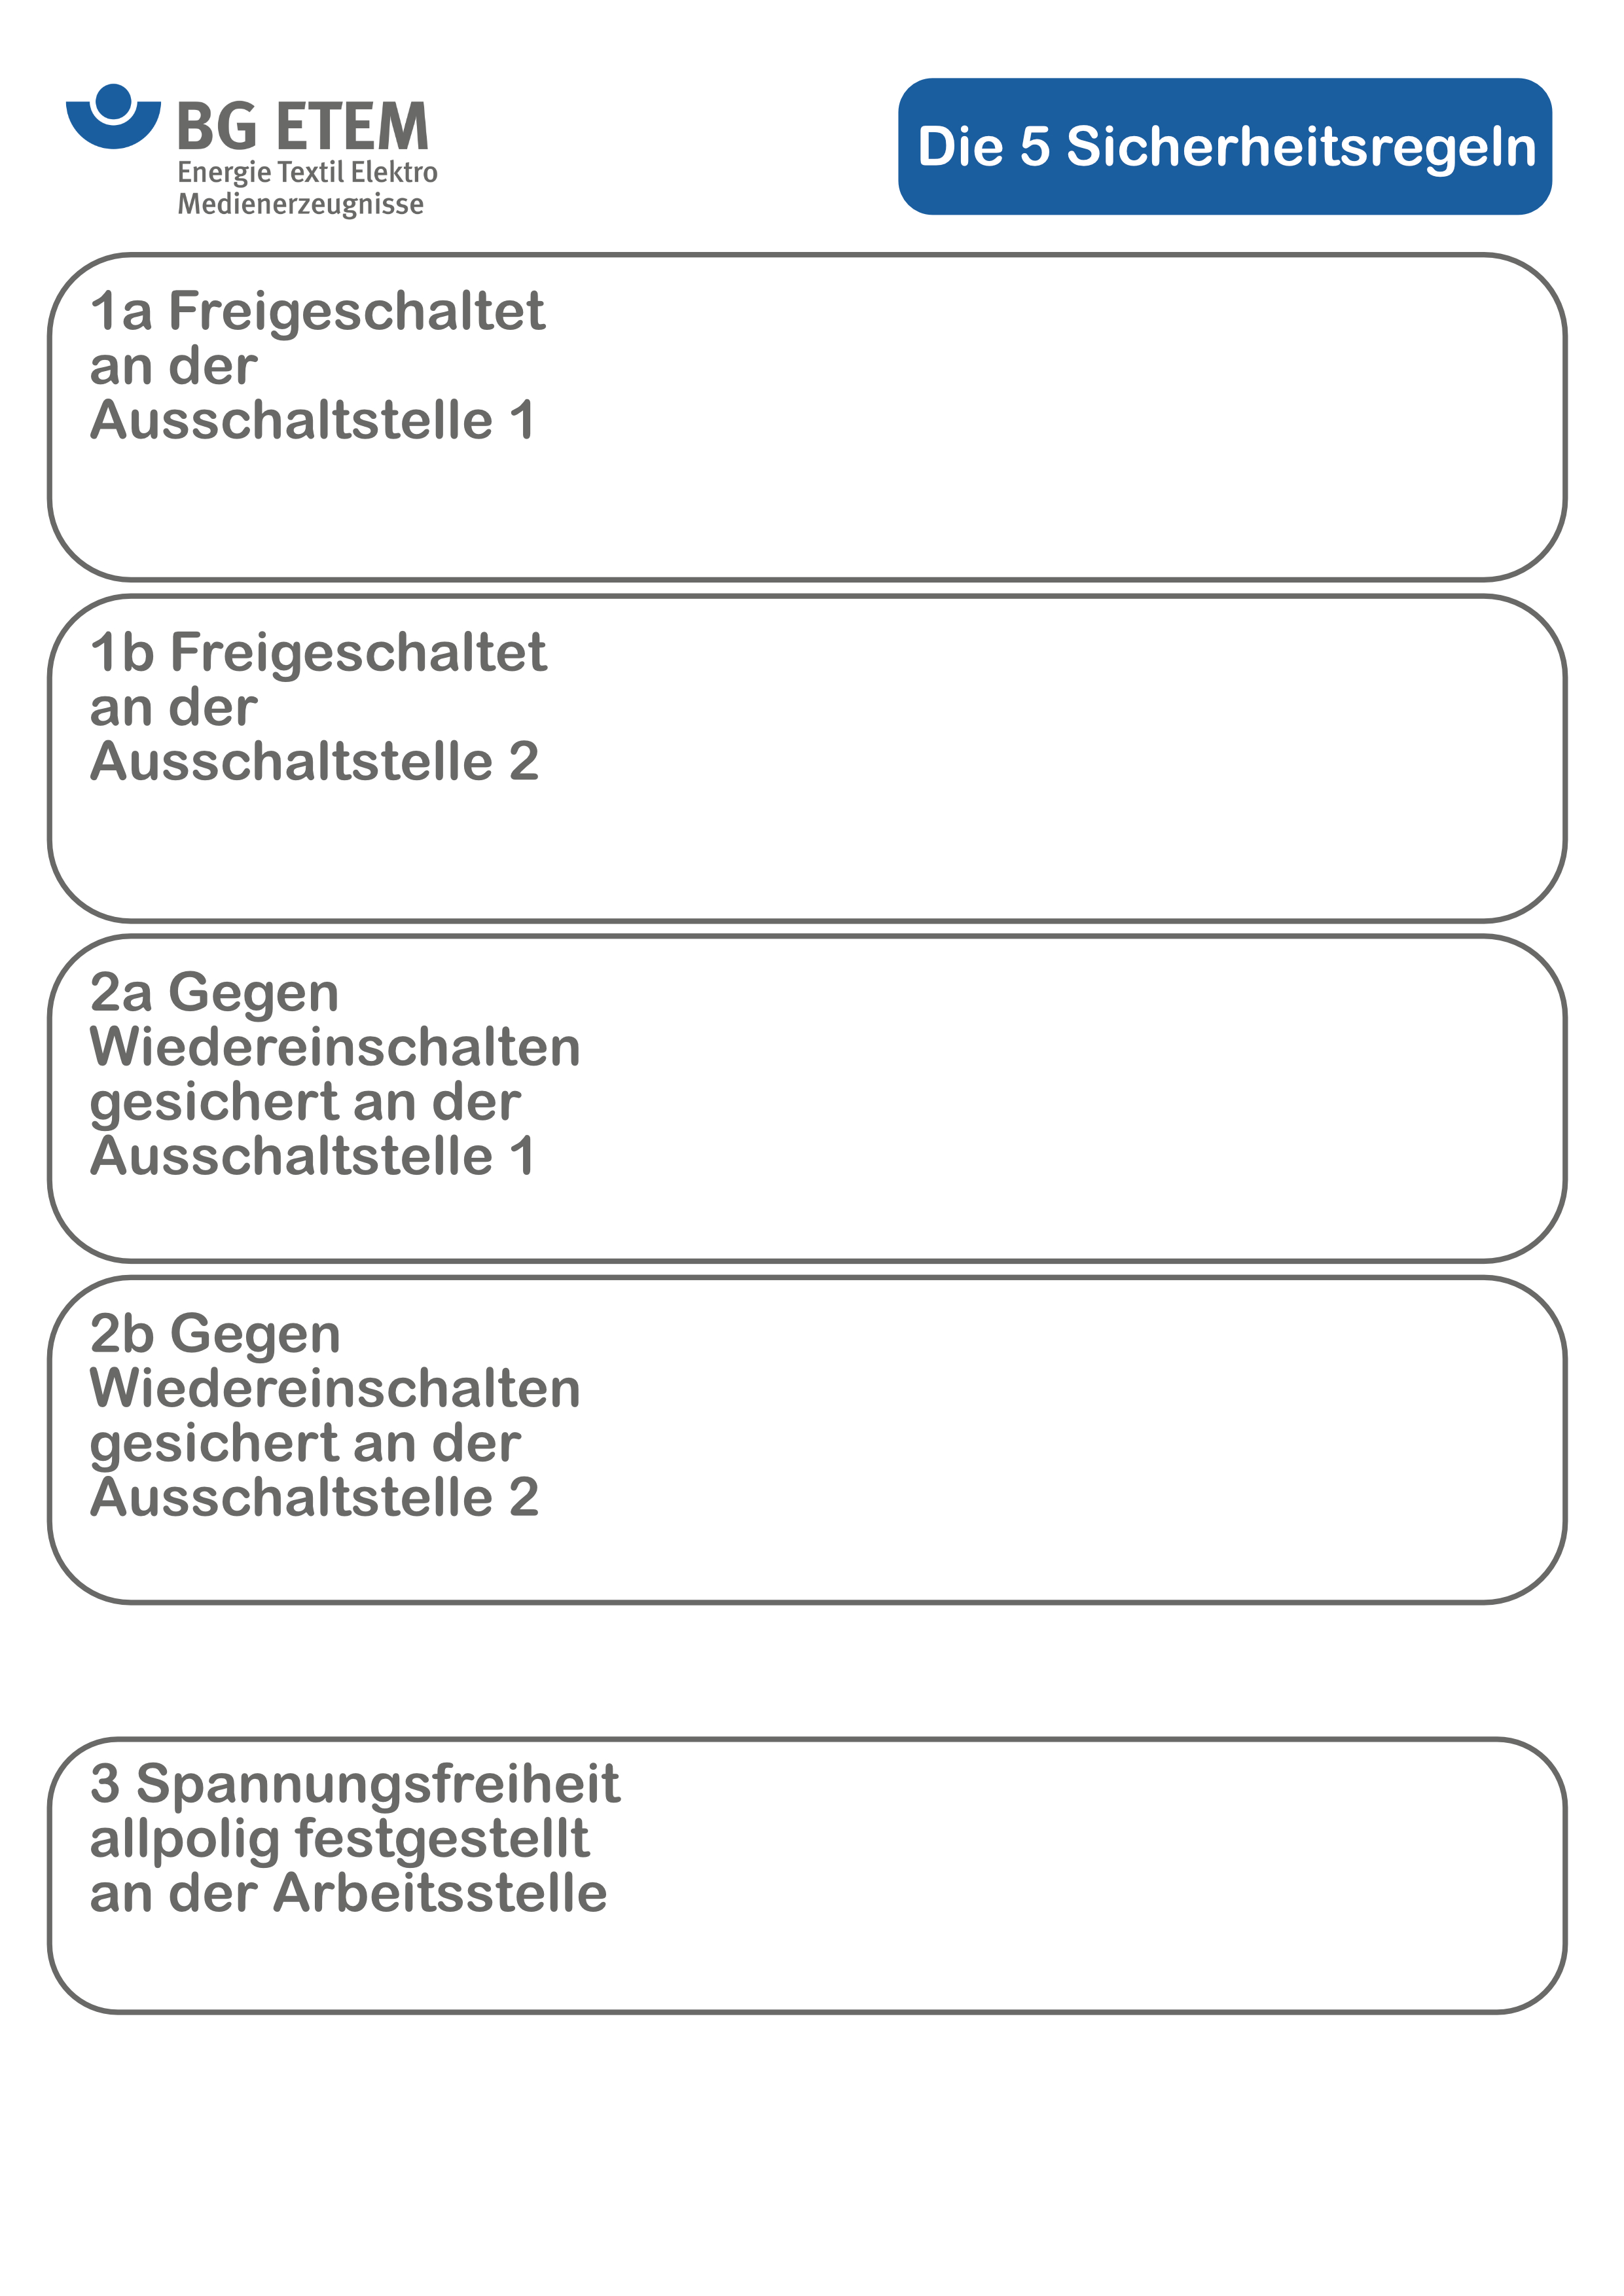 BG ETEM
Energie Textil Elektro
Medienerzeugnisse
Die 5 Sicherheitsregeln
1a Freigeschaltet
an der
Ausschaltstelle 1
1b Freigeschaltet
an der
Ausschaltstelle 2
2a Gegen
Wiedereinschalten
gesichert an der
Ausschaltstelle 1
2b Gegen
Wiedereinschalten
gesichert an der
Ausschaltstelle 2
3 Spannungsfreiheit
allpolig festgestellt
an der Arbeitsstelle